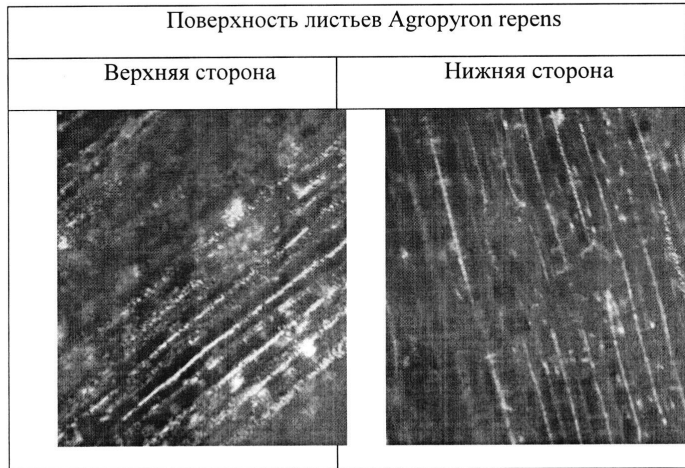 Поверхность листьев Agropyron repens
Верхняя сторона
Нижняя сторона